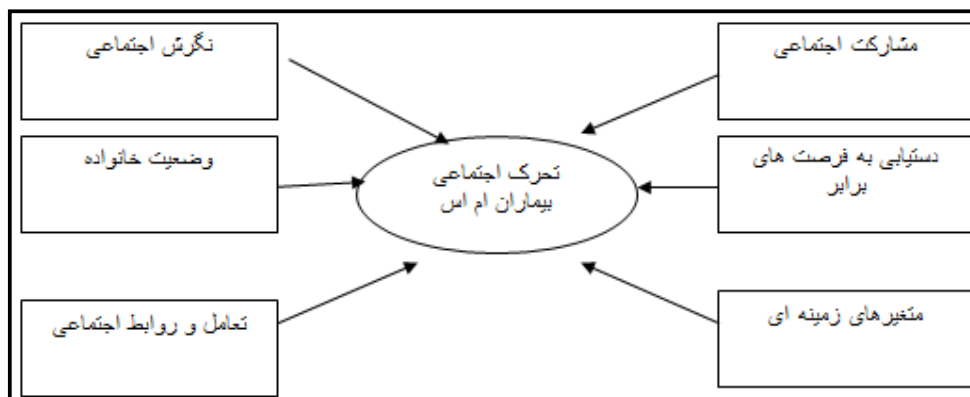 مشارکت اجتماعی
نگرش اجتماعی
دستیابی به فرصت های
برابر
وضعیت خانواده
تحرک اجتماعی
بیماران ام اس
متغیرهای زمینه ای
تعامل و روابط اجتماعی